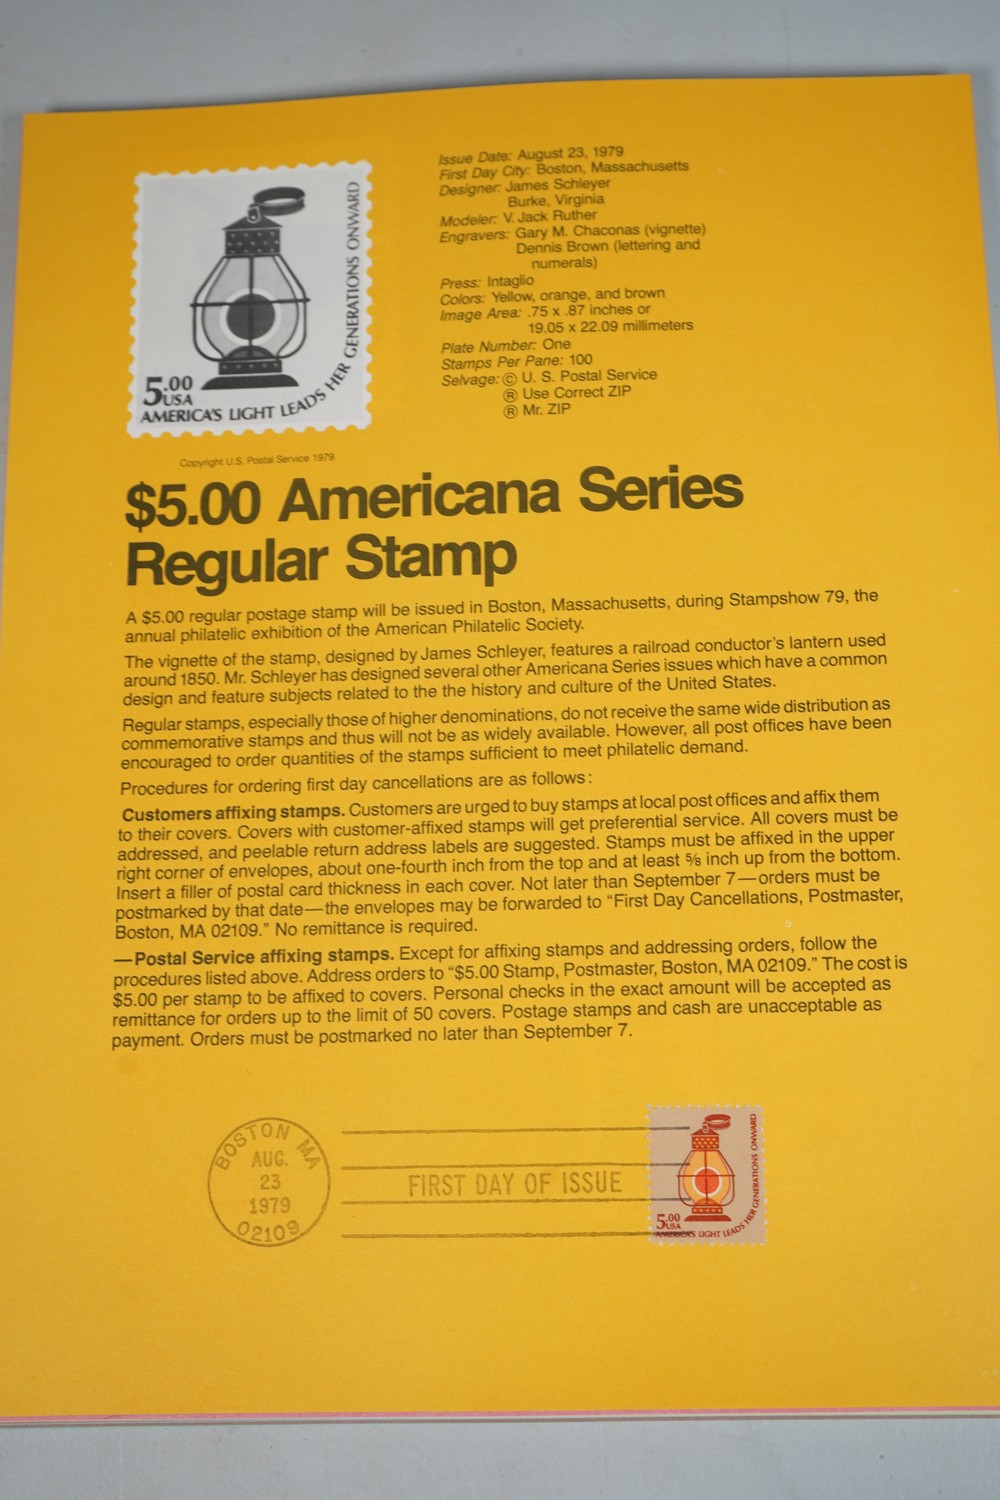 5.00
USA
AMERICA'S LIGHT LEADS HER GENERATIONS ONWARD
Copyright U.S. Postal Service 1979
Issue Date: August 23, 1979
First Day City: Boston, Massachusetts
Designer: James Schleyer
Burke, Virginia
Modeler: V. Jack Ruther
Engravers: Gary M. Chaconas (vignette)
Dennis Brown (lettering and
numerals)
Press: Intaglio
Colors: Yellow, orange, and brown
Image Area: .75 x .87 inches or
19.05 x 22.09 millimeters
Plate Number: One
Stamps Per Pane: 100
Selvage: © U. S. Postal Service
® Use Correct ZIP
® Mr. ZIP
$5.00 Americana Series
Regular Stamp
A $5.00 regular postage stamp will be issued in Boston, Massachusetts, during Stampshow 79, the
annual philatelic exhibition of the American Philatelic Society.
The vignette of the stamp, designed by James Schleyer, features a railroad conductor's lantern used
around 1850. Mr. Schleyer has designed several other Americana Series issues which have a common
design and feature subjects related to the the history and culture of the United States.
Regular stamps, especially those of higher denominations, do not receive the same wide distribution as
commemorative stamps and thus will not be as widely available. However, all post offices have been
encouraged to order quantities of the stamps sufficient to meet philatelic demand.
Procedures for ordering first day cancellations are as follows:
Customers affixing stamps. Customers are urged to buy stamps at local post offices and affix them
to their covers. Covers with customer-affixed stamps will get preferential service. All covers must be
addressed, and peelable return address labels are suggested. Stamps must be affixed in the upper
right corner of envelopes, about one-fourth inch from the top and at least ⅝ inch up from the bottom.
Insert a filler of postal card thickness in each cover. Not later than September 7—orders must be
postmarked by that date—the envelopes may be forwarded to “First Day Cancellations, Postmaster,
Boston, MA 02109.” No remittance is required.
—Postal Service affixing stamps. Except for affixing stamps and addressing orders, follow the
procedures listed above. Address orders to “$5.00 Stamp, Postmaster, Boston, MA 02109.” The cost is
$5.00 per stamp to be affixed to covers. Personal checks in the exact amount will be accepted as
remittance for orders up to the limit of 50 covers. Postage stamps and cash are unacceptable as
payment. Orders must be postmarked no later than September 7.
BOSTON MA
AUG.
23
1979
02109
FIRST DAY OF ISSUE
5.00
USA
AMERICA'S LIGHT LEADS HER GENERATIONS ONWARD